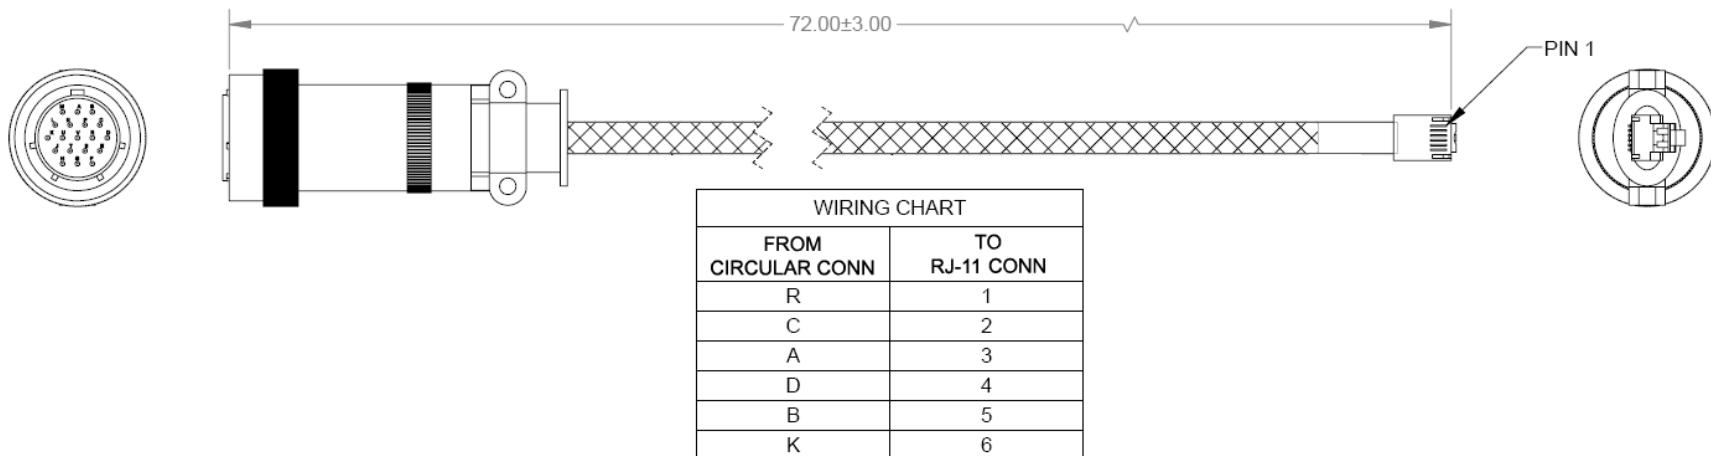 72.00±3.00
PIN 1
WIRING CHART
FROM
CIRCULAR CONN
TO
RJ-11 CONN
R 1
C 2
A 3
D 4
B 5
K 6